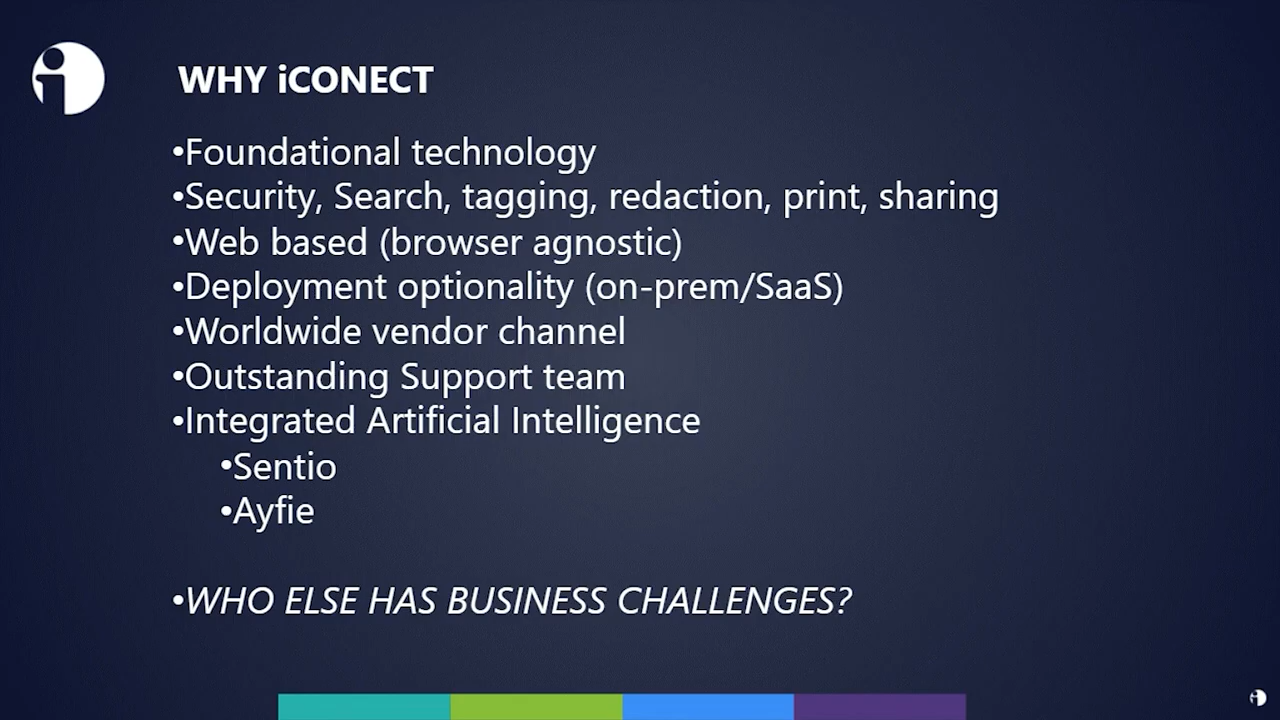 WHY iCONECT
•Foundational technology
•Security, Search, tagging, redaction, print, sharing
•Web based (browser agnostic)
•Deployment optionality (on-prem/SaaS)
•Worldwide vendor channel
•Outstanding Support team
•Integrated Artificial Intelligence
•Sentio
•Ayfie
•WHO ELSE HAS BUSINESS CHALLENGES?